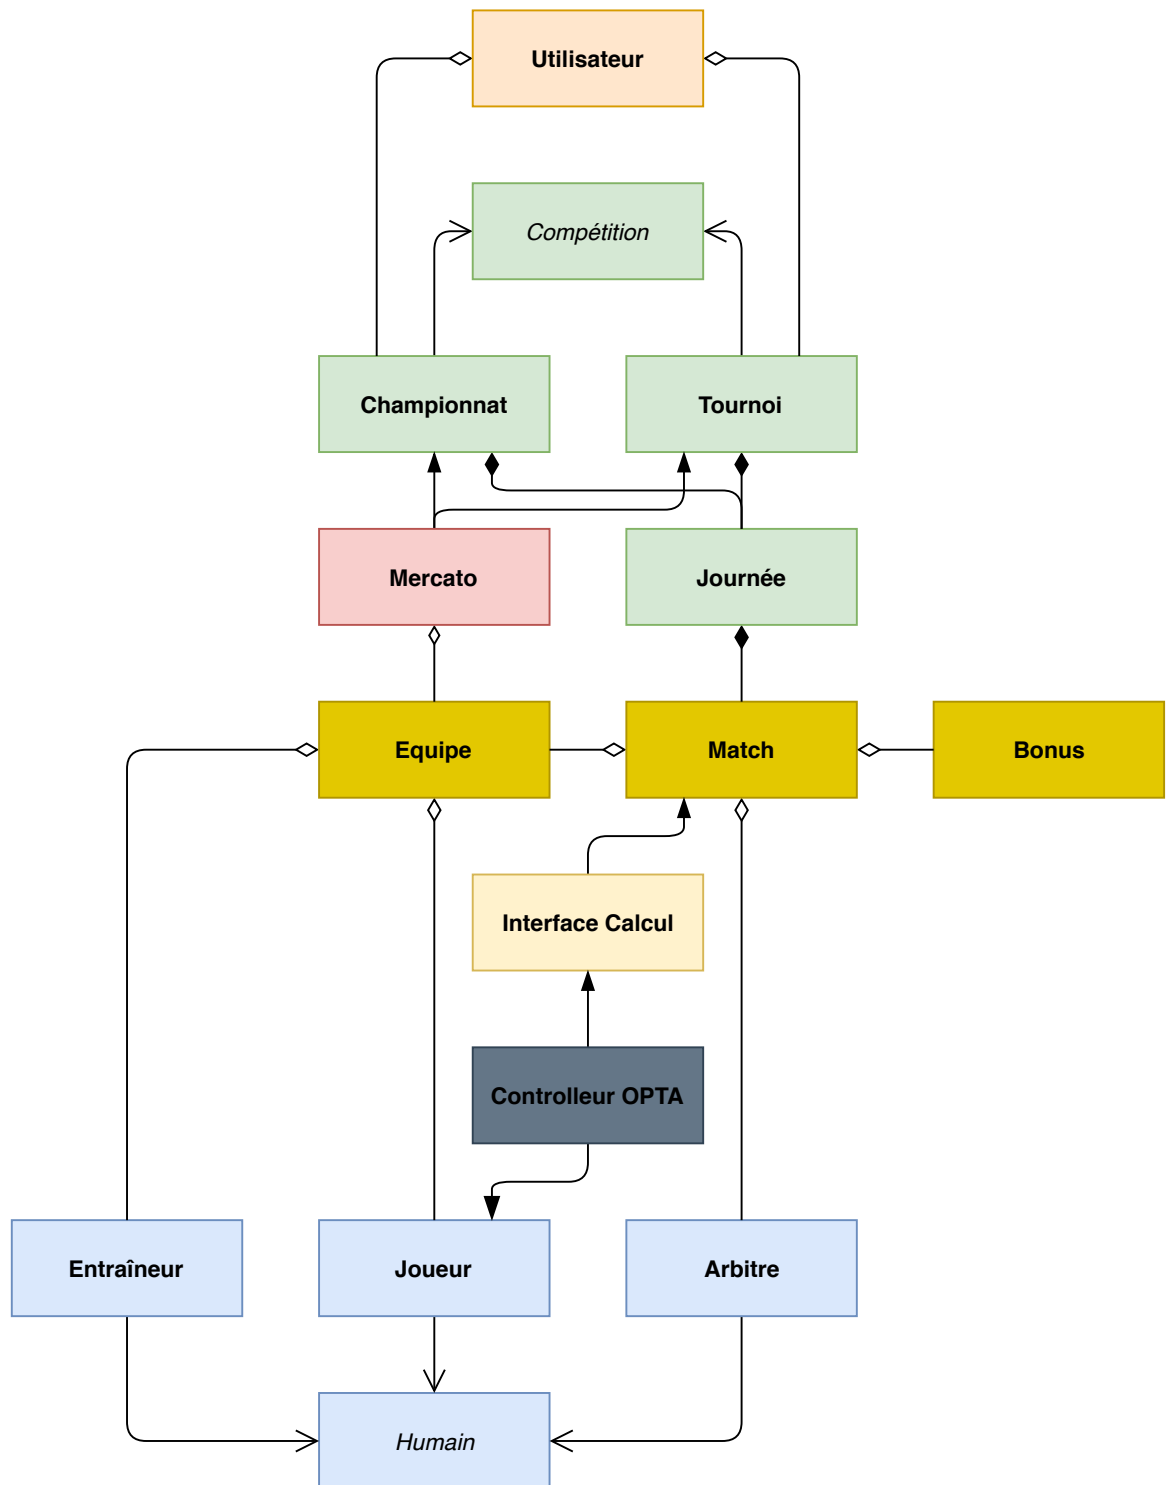 Utilisateur
Compétition
Championnat
Tournoi
Mercato
Journée
Equipe
Match
Bonus
Interface Calcul
Controlleur OPTA
Entraîneur
Joueur
Arbitre
Humain